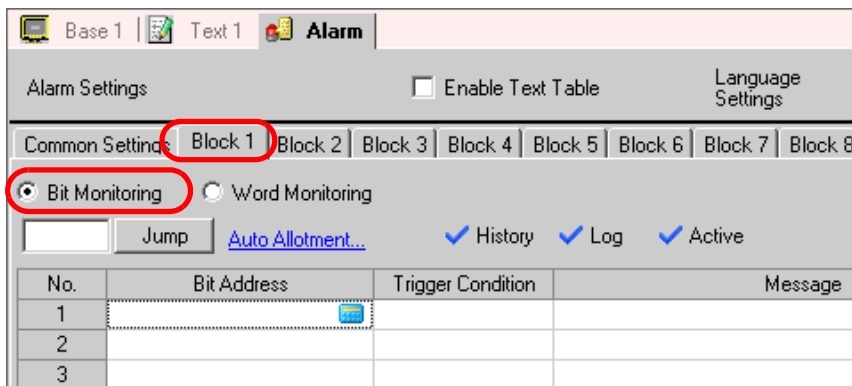 Base 1 Text 1 Alarm
Alarm Settings Enable Text Table Language Settings
Common Settings Block 1 Block 2 Block 3 Block 4 Block 5 Block 6 Block 7 Block 8
Bit Monitoring Word Monitoring
Jump Auto Allotment... History Log Active
No. Bit Address Trigger Condition Message
1
2
3